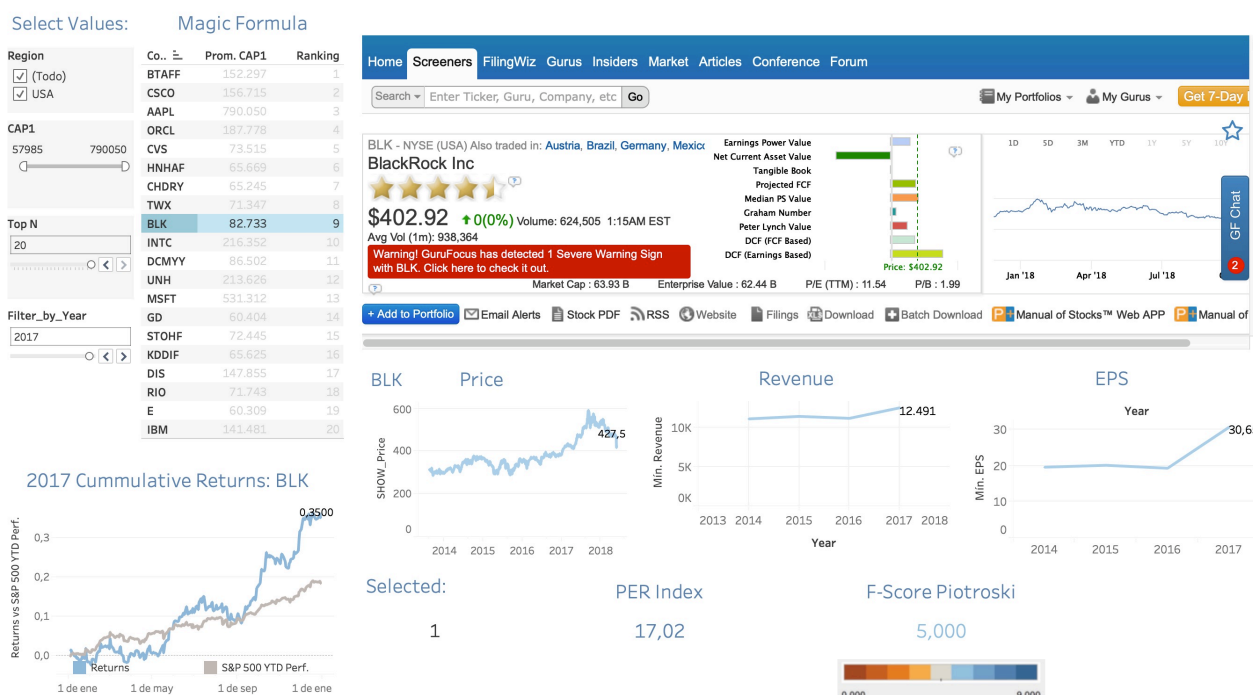 Select Values:
Magic Formula
Region
(Todo)
USA
CAP1
57985 790050
Top N
20
Filter_by_Year
2017
Co.. Prom. CAP1 Ranking
BTAFF 152.297 1
CSCO 156.715 2
AAPL 790.050 3
ORCL 187.778 4
CVS 73.515 5
HNHAF 65.669 6
CHDRY 65.245 7
TWX 71.347 8
BLK 82.733 9
INTC 216.352 10
DCMYY 86.502 11
UNH 213.626 12
MSFT 531.312 13
GD 60.404 14
STOHF 72.445 15
KDDIF 65.625 16
DIS 147.855 17
RIO 71.743 18
E 60.309 19
IBM 141.481 20
Home Screeners FilingWiz Gurus Insiders Market Articles Conference Forum
Search Enter Ticker, Guru, Company, etc Go
My Portfolios My Gurus Get 7-Day
BLK - NYSE (USA) Also traded in: Austria, Brazil, Germany, Mexico
BlackRock Inc
$402.92 0(0%) Volume: 624,505 1:15AM EST
Avg Vol (1m): 938,364
Warning! GuruFocus has detected 1 Severe Warning Sign
with BLK. Click here to check it out.
Earnings Power Value
Net Current Asset Value
Tangible Book
Projected FCF
Median PS Value
Graham Number
Peter Lynch Value
DCF (FCF Based)
DCF (Earnings Based)
Price: $402.92
1D 5D 3M YTD 1Y 5Y 10Y
Jan '18 Apr '18 Jul '18
GF Chat
2
Market Cap : 63.93 B Enterprise Value : 62.44 B P/E (TTM) : 11.54 P/B : 1.99
+ Add to Portfolio Email Alerts Stock PDF RSS Website Filings Download Batch Download P+ Manual of Stocks™ Web APP P+ Manual of
BLK Price
600
400
200
0
SHOW_Price
427,5
2014 2015 2016 2017 2018
Revenue
10K
5K
0K
Mín. Revenue
12.491
2013 2014 2015 2016 2017 2018
Year
EPS
Year
30
20
10
0
Mín. EPS
30,6
2014 2015 2016 2017
2017 Cummulative Returns: BLK
0,3500
0,3
0,2
0,1
0,0
Returns vs S&P 500 YTD Perf.
Returns S&P 500 YTD Perf.
1 de ene 1 de may 1 de sep 1 de ene
Selected:
1
PER Index
17,02
F-Score Piotroski
5,000
0,000 9,000